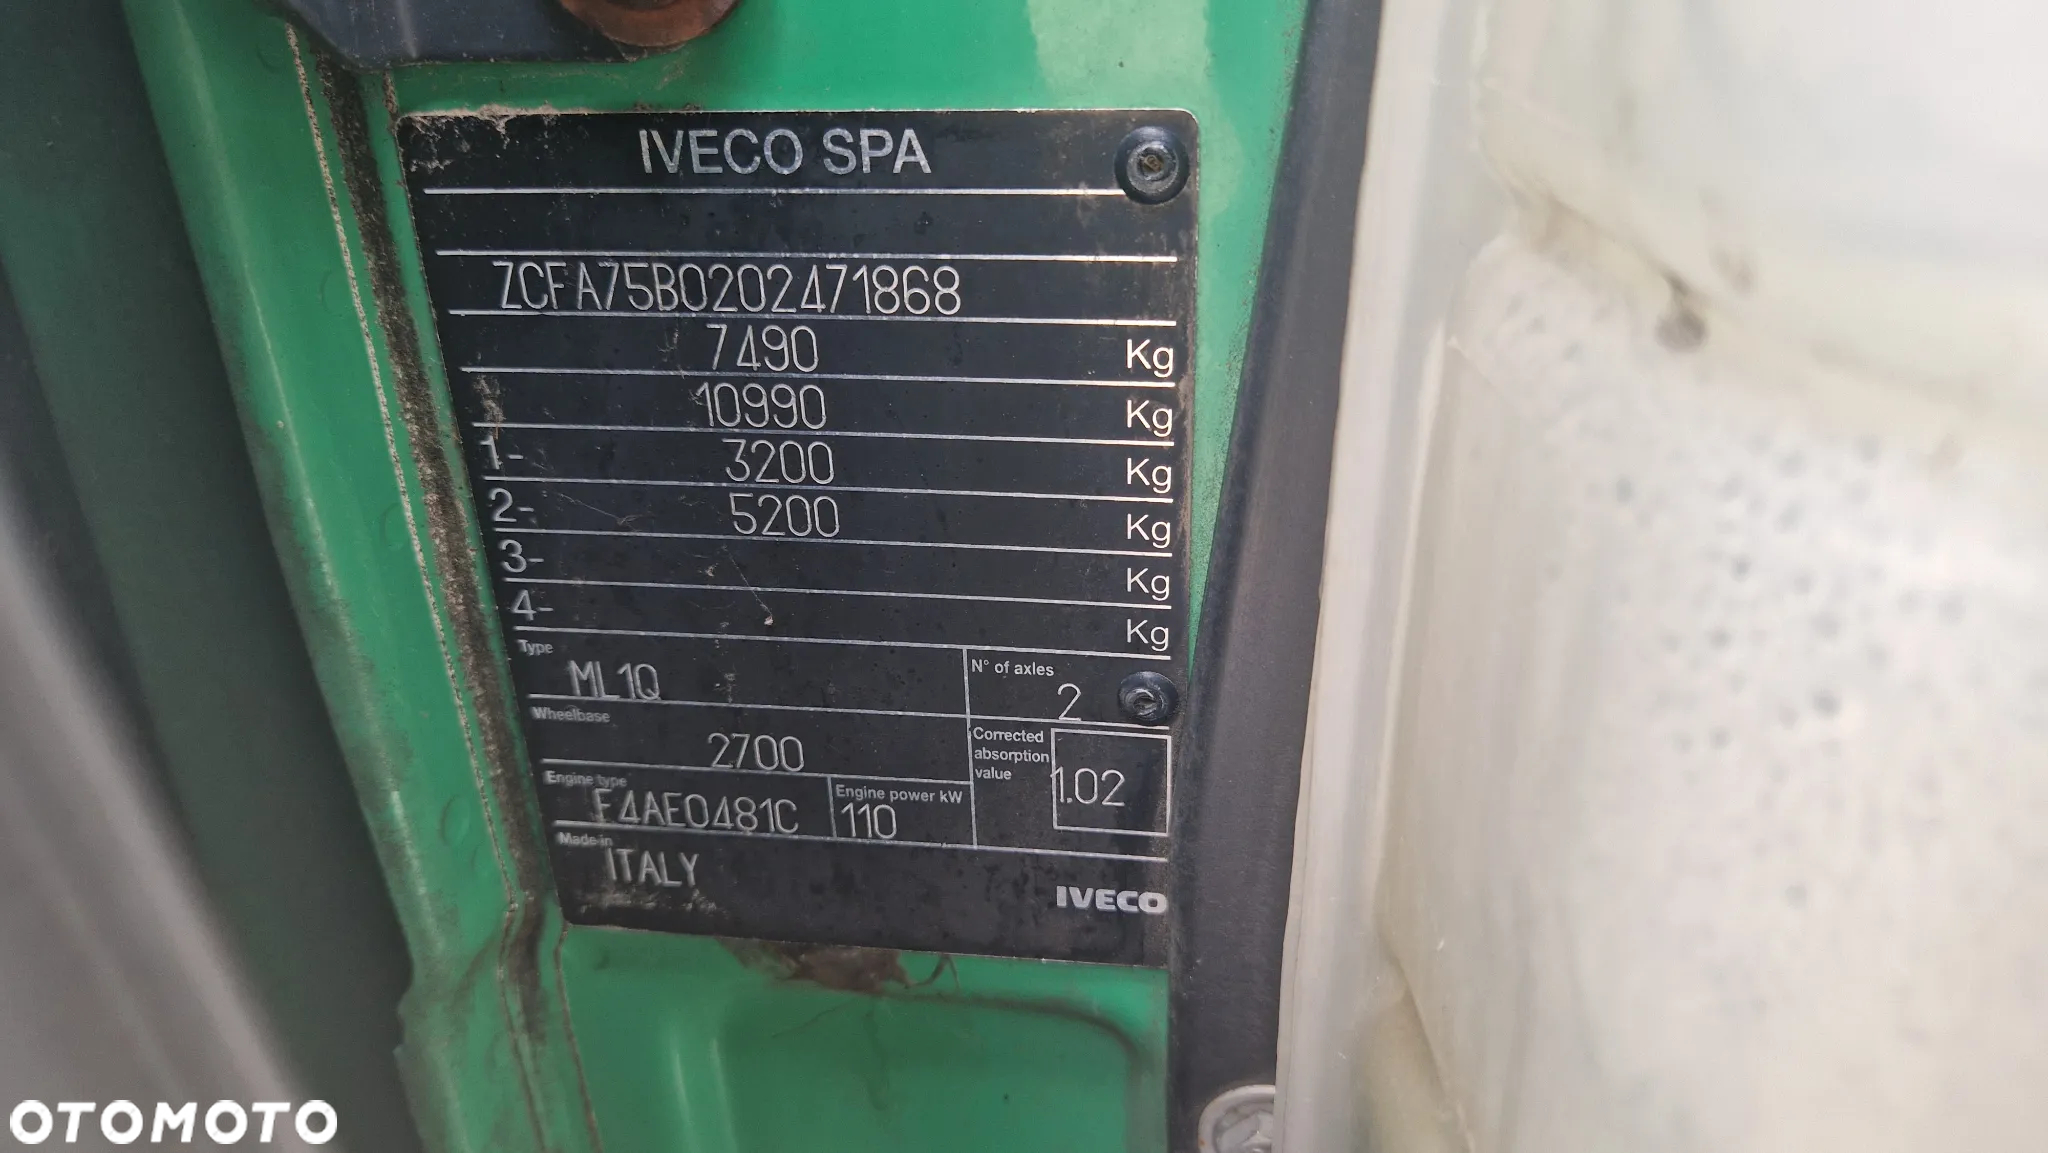 IVECO SPA
ZCFA75B0202471868
7490 Kg
10990 Kg
1- 3200 Kg
2- 5200 Kg
3- Kg
4- Kg
Type ML1Q
N° of axles 2
Wheelbase 2700
Corrected absorption value 1.02
Engine type F4AE0481C
Engine power kW 110
Made in ITALY
IVECO
OTOMOTO